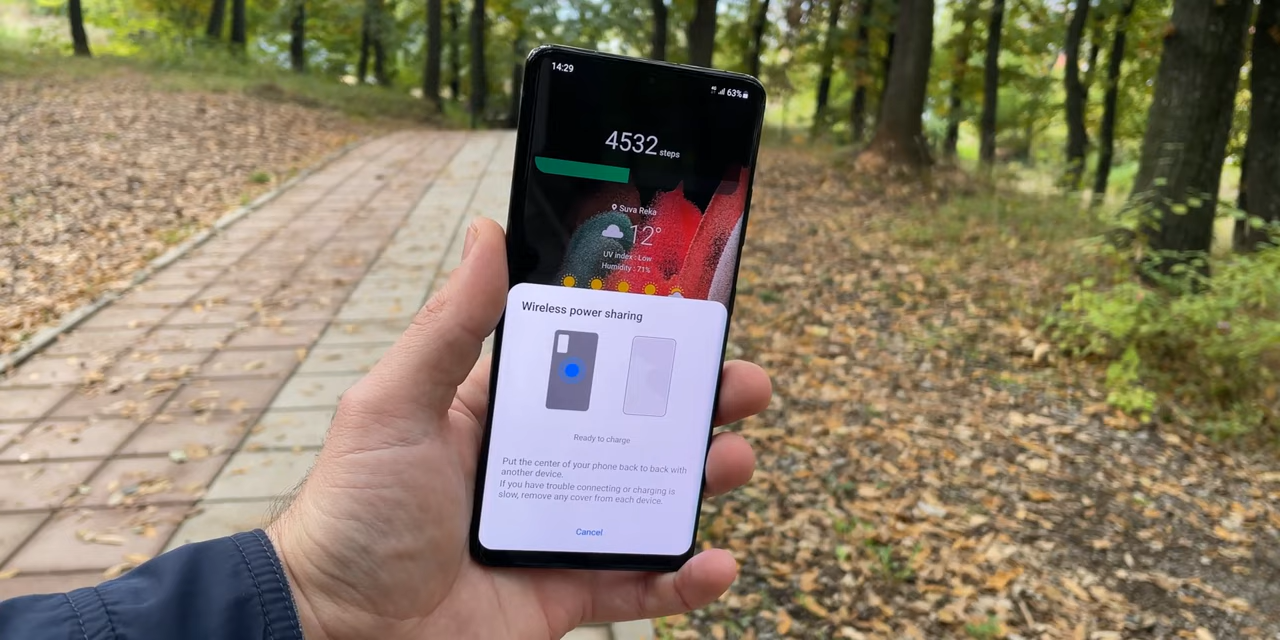 14:29
63%
4532 steps
Suva Reka
12°
UV index : Low
Humidity : 71%
Wireless power sharing
Ready to charge
Put the center of your phone back to back with
another device.
If you have trouble connecting or charging is
slow, remove any cover from each device.
Cancel